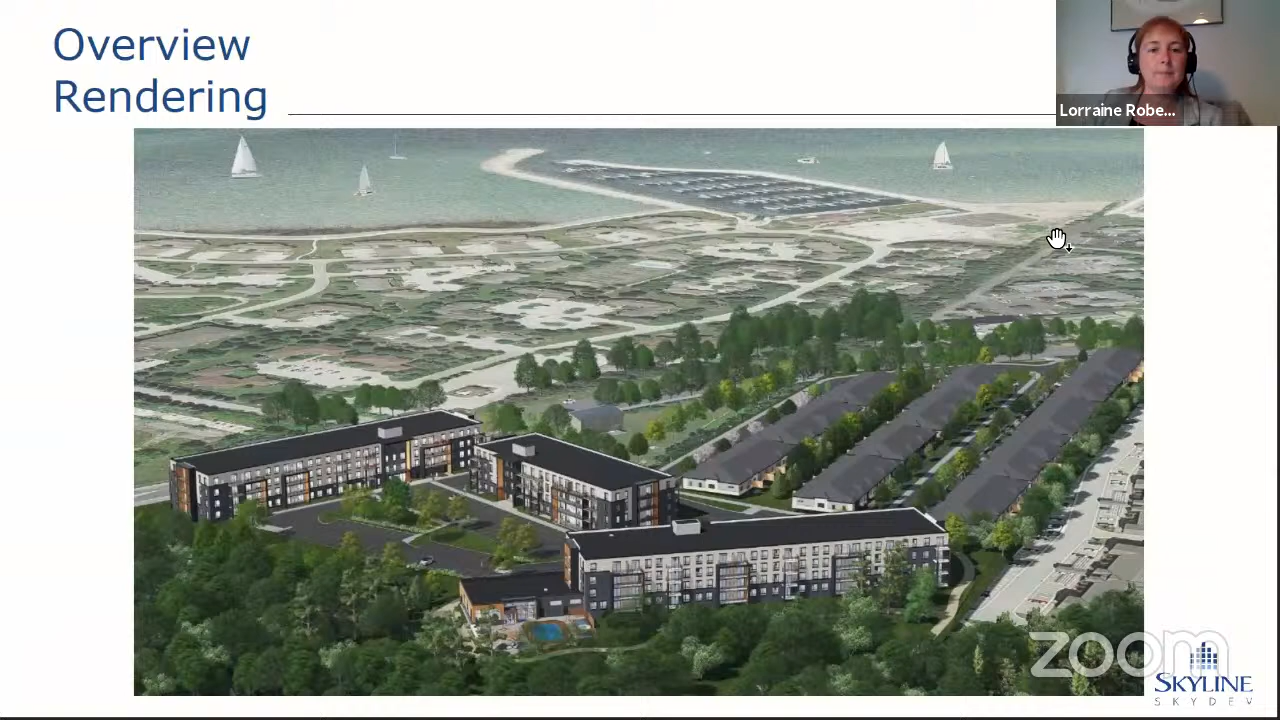 Overview
Rendering
Lorraine Robe...
zoom
SKYLINE
SKYDEV